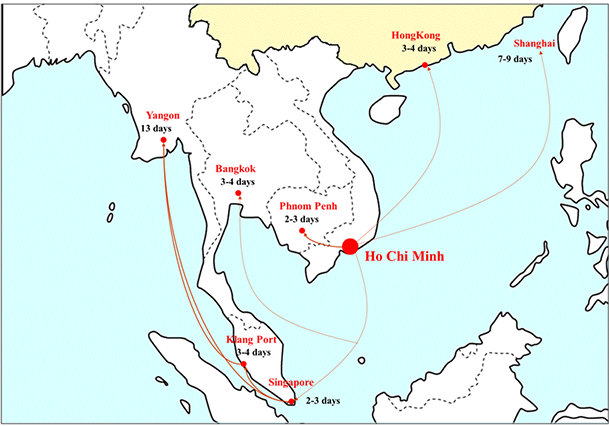 HongKong
3-4 days
Shanghai
7-9 days
Yangon
13 days
Bangkok
3-4 days
Phnom Penh
2-3 days
Ho Chi Minh
Klang Port
3-4 days
Singapore
2-3 days